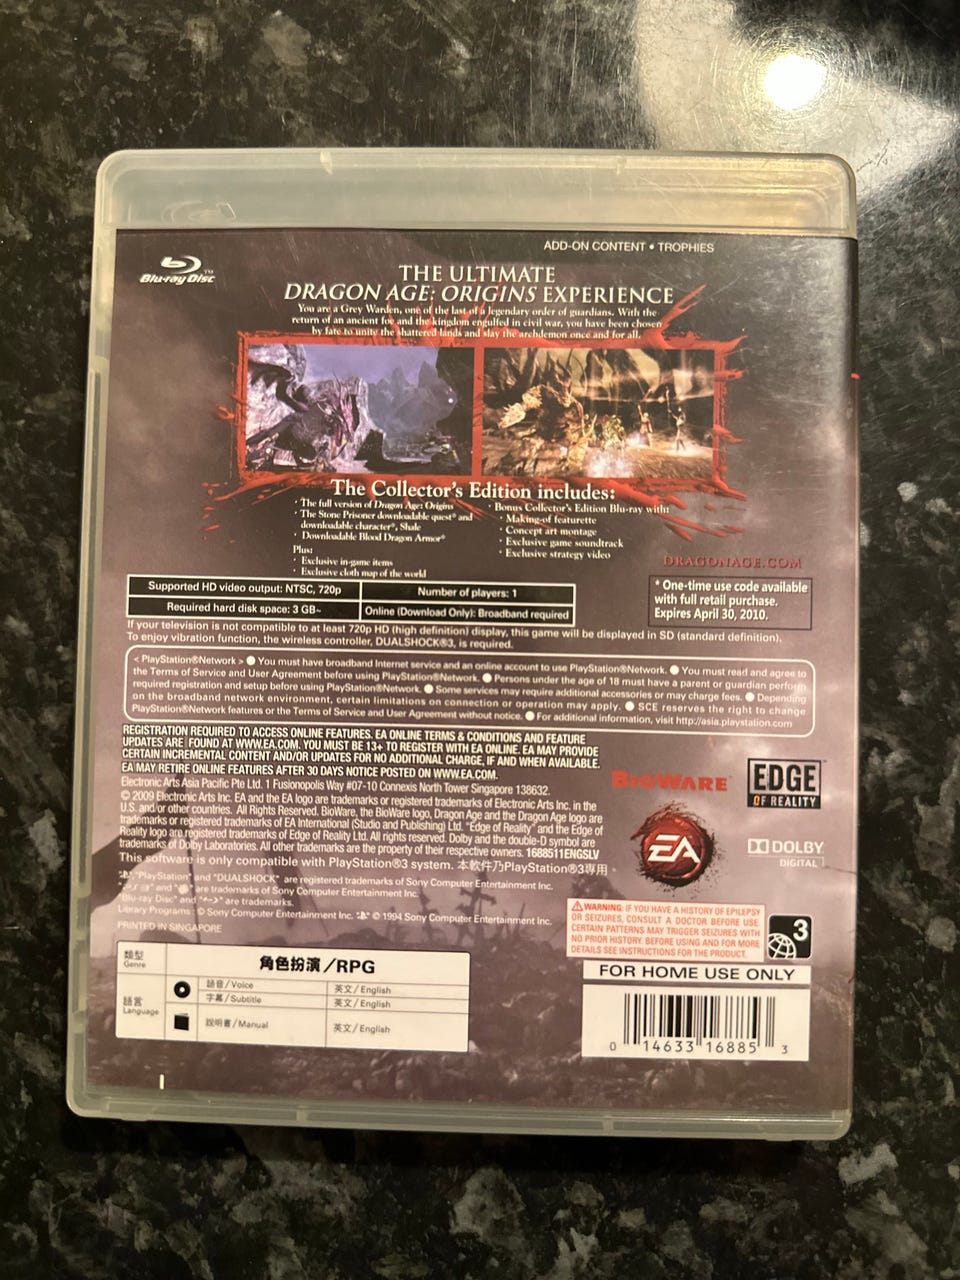 ADD-ON CONTENT • TROPHIES
Blu-ray Disc™
THE ULTIMATE
DRAGON AGE: ORIGINS EXPERIENCE
You are a Grey Warden, one of the last of a legendary order of guardians. With the
return of an ancient foe and the kingdom engulfed in civil war, you have been chosen
by fate to unite the shattered lands and slay the archdemon once and for all.
The Collector's Edition includes:
· The full version of Dragon Age: Origins
· The Stone Prisoner downloadable quest* and
downloadable character*, Shale
· Downloadable Blood Dragon Armor*
Plus:
· Exclusive in-game items
· Exclusive cloth map of the world
· Bonus Collector's Edition Blu-ray with:
· Making-of featurette
· Concept art montage
· Exclusive game soundtrack
· Exclusive strategy video
DRAGONAGE.COM
Supported HD video output: NTSC, 720p
Number of players: 1
Required hard disk space: 3 GB~
Online (Download Only): Broadband required
* One-time use code available
with full retail purchase.
Expires April 30, 2010.
If your television is not compatible to at least 720p HD (high definition) display, this game will be displayed in SD (standard definition).
To enjoy vibration function, the wireless controller, DUALSHOCK®3, is required.
< PlayStation®Network > ● You must have broadband Internet service and an online account to use PlayStation®Network. ● You must read and agree to
the Terms of Service and User Agreement before using PlayStation®Network. ● Persons under the age of 18 must have a parent or guardian perform
required registration and setup before using PlayStation®Network. ● Some services may require additional accessories or may charge fees. ● Depending
on the broadband network environment, certain limitations on connection or operation may apply. ● SCE reserves the right to change
PlayStation®Network features or the Terms of Service and User Agreement without notice. ● For additional information, visit http://asia.playstation.com
REGISTRATION REQUIRED TO ACCESS ONLINE FEATURES. EA ONLINE TERMS & CONDITIONS AND FEATURE
UPDATES ARE FOUND AT WWW.EA.COM. YOU MUST BE 13+ TO REGISTER WITH EA ONLINE. EA MAY PROVIDE
CERTAIN INCREMENTAL CONTENT AND/OR UPDATES FOR NO ADDITIONAL CHARGE, IF AND WHEN AVAILABLE.
EA MAY RETIRE ONLINE FEATURES AFTER 30 DAYS NOTICE POSTED ON WWW.EA.COM.
Electronic Arts Asia Pacific Pte Ltd. 1 Fusionopolis Way #07-10 Connexis North Tower Singapore 138632.
© 2009 Electronic Arts Inc. EA and the EA logo are trademarks or registered trademarks of Electronic Arts Inc. in the
U.S. and/or other countries. All Rights Reserved. BioWare, the BioWare logo, Dragon Age and the Dragon Age logo are
trademarks or registered trademarks of EA International (Studio and Publishing) Ltd. "Edge of Reality" and the Edge of
Reality logo are registered trademarks of Edge of Reality Ltd. All rights reserved. Dolby and the double-D symbol are
trademarks of Dolby Laboratories. All other trademarks are the property of their respective owners. 1688511ENGSLV
This software is only compatible with PlayStation®3 system. 本軟件乃PlayStation®3專用。
"PlayStation" and "DUALSHOCK" are registered trademarks of Sony Computer Entertainment Inc.
and are trademarks of Sony Computer Entertainment Inc.
"Blu-ray Disc" and are trademarks.
Library Programs : © Sony Computer Entertainment Inc. © 1994 Sony Computer Entertainment Inc.
PRINTED IN SINGAPORE
BIOWARE
EDGE
OF REALITY
EA
DOLBY
DIGITAL
WARNING: IF YOU HAVE A HISTORY OF EPILEPSY
OR SEIZURES, CONSULT A DOCTOR BEFORE USE.
CERTAIN PATTERNS MAY TRIGGER SEIZURES WITH
NO PRIOR HISTORY. BEFORE USING AND FOR MORE
DETAILS SEE INSTRUCTIONS FOR THE PRODUCT.
3
類型
Genre
角色扮演/RPG
語言
Language
語音/Voice
英文/English
字幕/Subtitle
英文/English
說明書/Manual
英文/English
FOR HOME USE ONLY
0 14633 16885 3